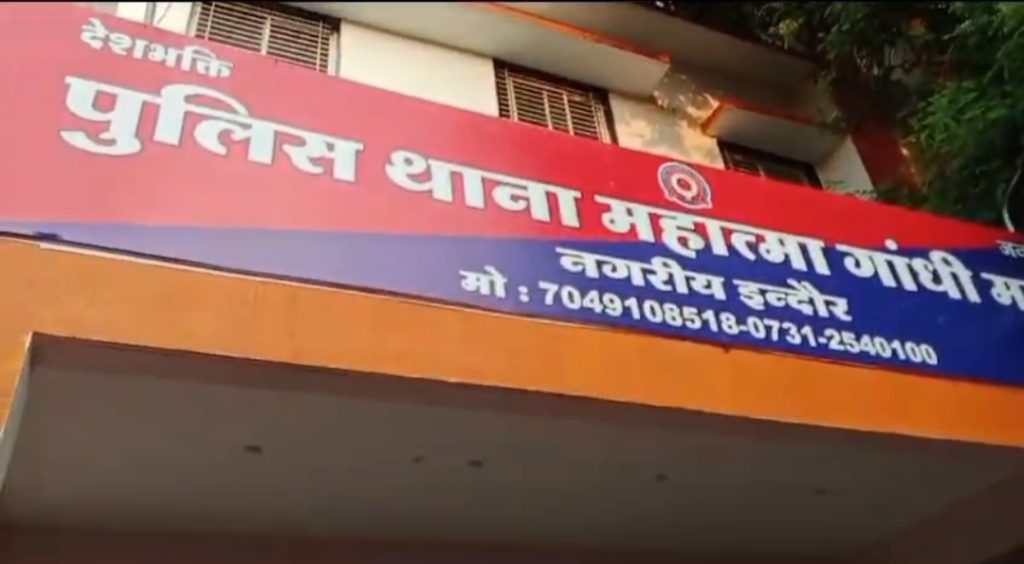 देशभक्ति
पुलिस थाना महात्मा गांधी
नगरीय इन्दौर
मो : 7049108518-0731-2540100